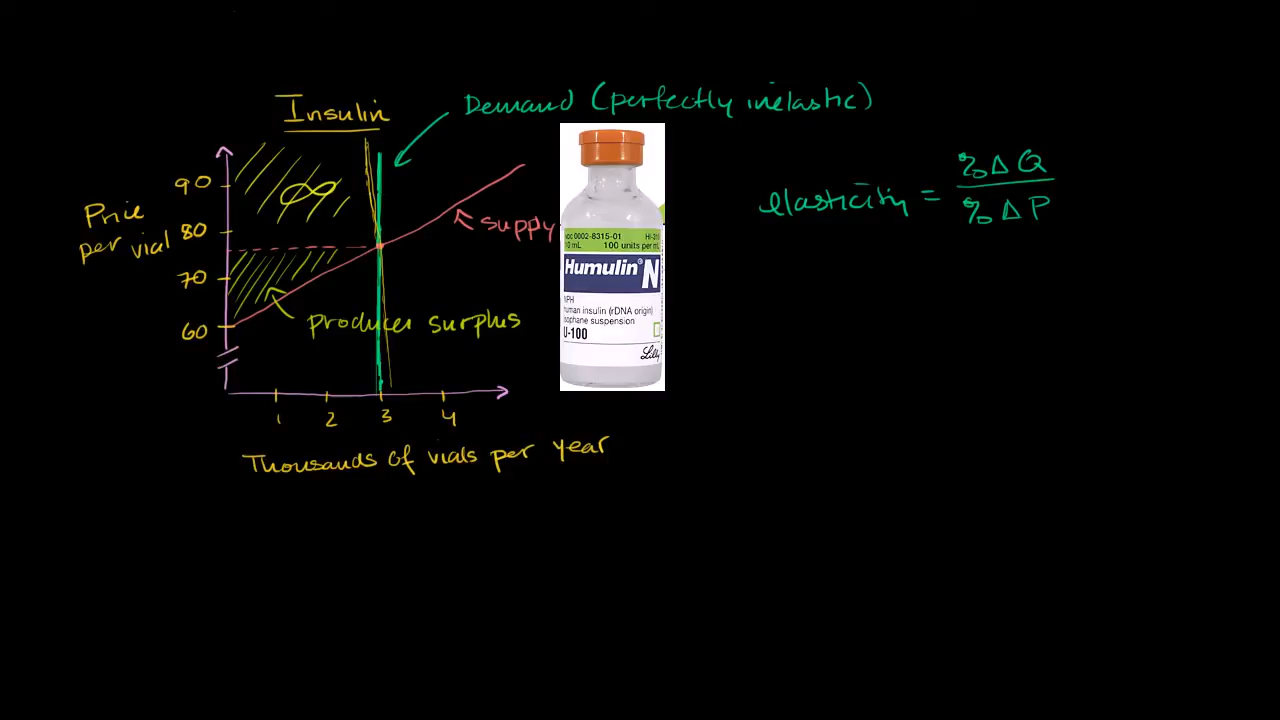 Insulin
Demand (perfectly inelastic)
elasticity = %ΔQ
%ΔP
Price
per vial
90
80
70
60
∞
supply
producer surplus
1 2 3 4
Thousands of vials per year
NDC 0002-8315-01 HI-310
10 mL 100 units per mL
Humulin® N
NPH
human insulin (rDNA origin)
isophane suspension
U-100
Lilly